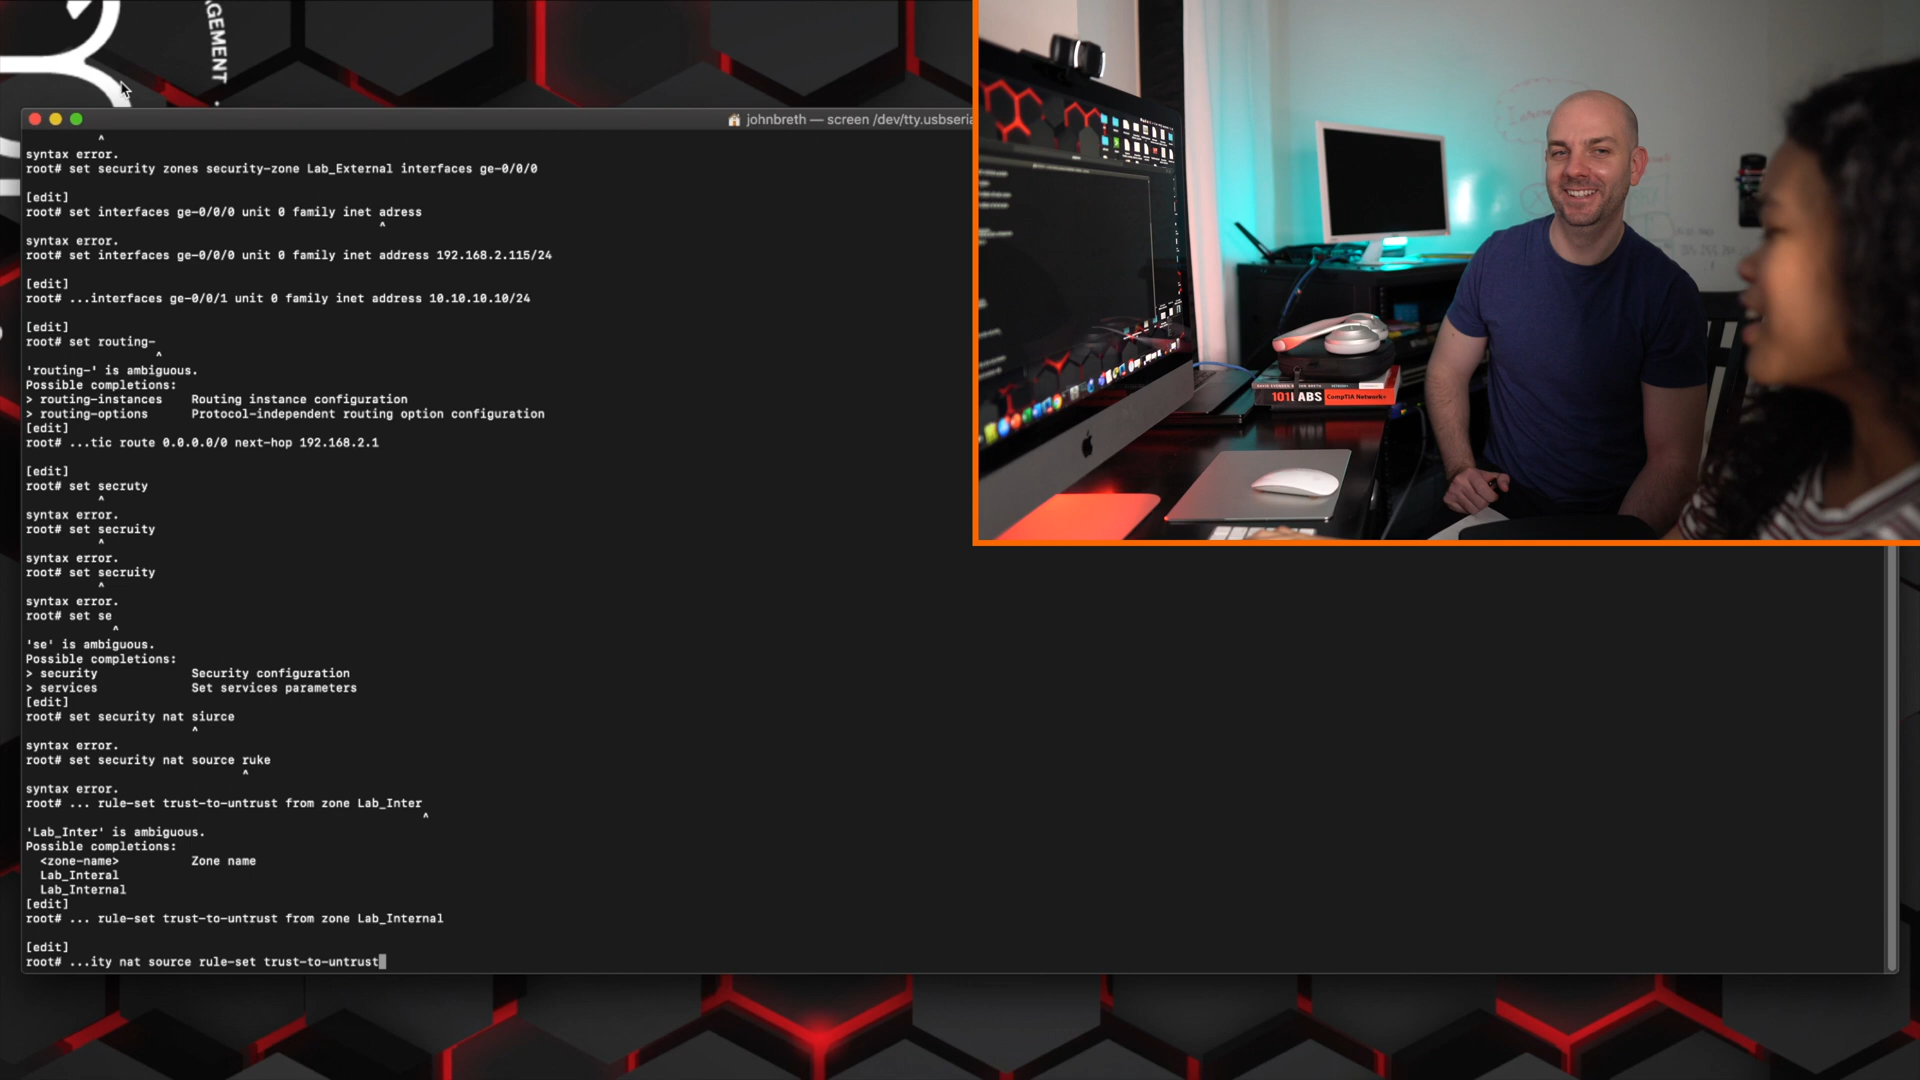 GEMENT
johnbreth — screen /dev/tty.usbseria
^
syntax error.
root# set security zones security-zone Lab_External interfaces ge-0/0/0
[edit]
root# set interfaces ge-0/0/0 unit 0 family inet adress
^
syntax error.
root# set interfaces ge-0/0/0 unit 0 family inet address 192.168.2.115/24
[edit]
root# ...interfaces ge-0/0/1 unit 0 family inet address 10.10.10.10/24
[edit]
root# set routing-
^
'routing-' is ambiguous.
Possible completions:
> routing-instances    Routing instance configuration
> routing-options      Protocol-independent routing option configuration
[edit]
root# ...tic route 0.0.0.0/0 next-hop 192.168.2.1
[edit]
root# set secruty
^
syntax error.
root# set secruity
^
syntax error.
root# set secruity
^
syntax error.
root# set se
^
'se' is ambiguous.
Possible completions:
> security             Security configuration
> services             Set services parameters
[edit]
root# set security nat siurce
^
syntax error.
root# set security nat source ruke
^
syntax error.
root# ... rule-set trust-to-untrust from zone Lab_Inter
^
'Lab_Inter' is ambiguous.
Possible completions:
<zone-name>          Zone name
Lab_Interal
Lab_Internal
[edit]
root# ... rule-set trust-to-untrust from zone Lab_Internal
[edit]
root# ...ity nat source rule-set trust-to-untrust
101 LABS CompTIA Network+